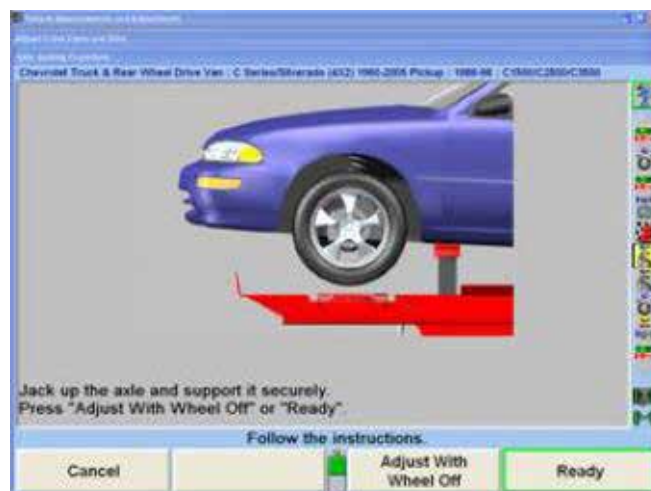 Chevrolet Truck & Rear Wheel Drive Van : C Series/Silverado (4X2) 1960-2005 Pickup : 1988-98 : C1500/C2500/C3500
Jack up the axle and support it securely.
Press "Adjust With Wheel Off" or "Ready".
Follow the instructions.
Cancel
Adjust With
Wheel Off
Ready